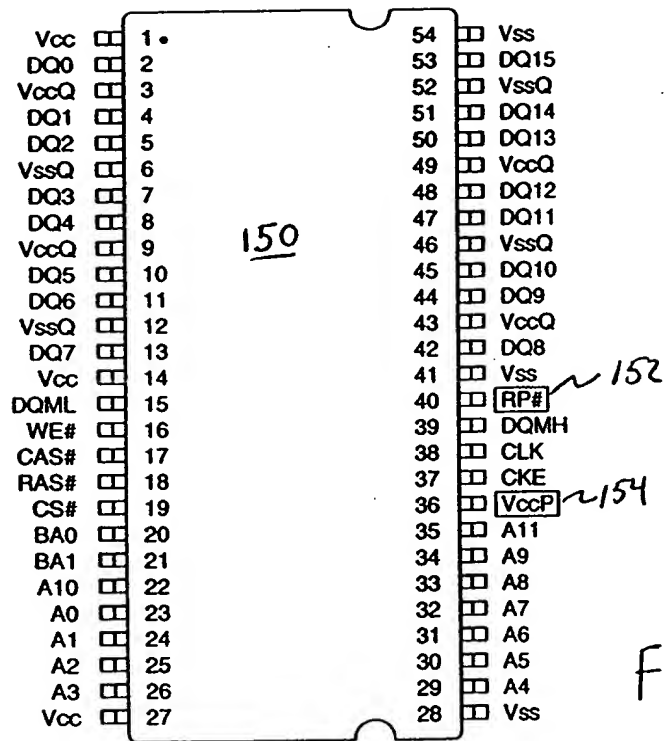 Vcc 1 54 Vss
DQ0 2 53 DQ15
VccQ 3 52 VssQ
DQ1 4 51 DQ14
DQ2 5 50 DQ13
VssQ 6 49 VccQ
DQ3 7 48 DQ12
DQ4 8 47 DQ11
VccQ 9 150 46 VssQ
DQ5 10 45 DQ10
DQ6 11 44 DQ9
VssQ 12 43 VccQ
DQ7 13 42 DQ8
Vcc 14 41 Vss
DQML 15 40 RP# 152
WE# 16 39 DQMH
CAS# 17 38 CLK
RAS# 18 37 CKE
CS# 19 36 VccP 154
BA0 20 35 A11
BA1 21 34 A9
A10 22 33 A8
A0 23 32 A7
A1 24 31 A6
A2 25 30 A5
A3 26 29 A4
Vcc 27 28 Vss
F